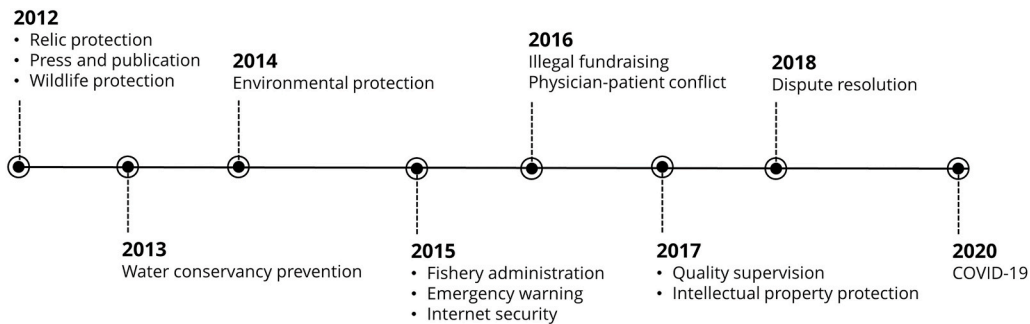 2012
• Relic protection
• Press and publication
• Wildlife protection
2013
Water conservancy prevention
2014
Environmental protection
2015
• Fishery administration
• Emergency warning
• Internet security
2016
Illegal fundraising
Physician-patient conflict
2017
• Quality supervision
• Intellectual property protection
2018
Dispute resolution
2020
COVID-19